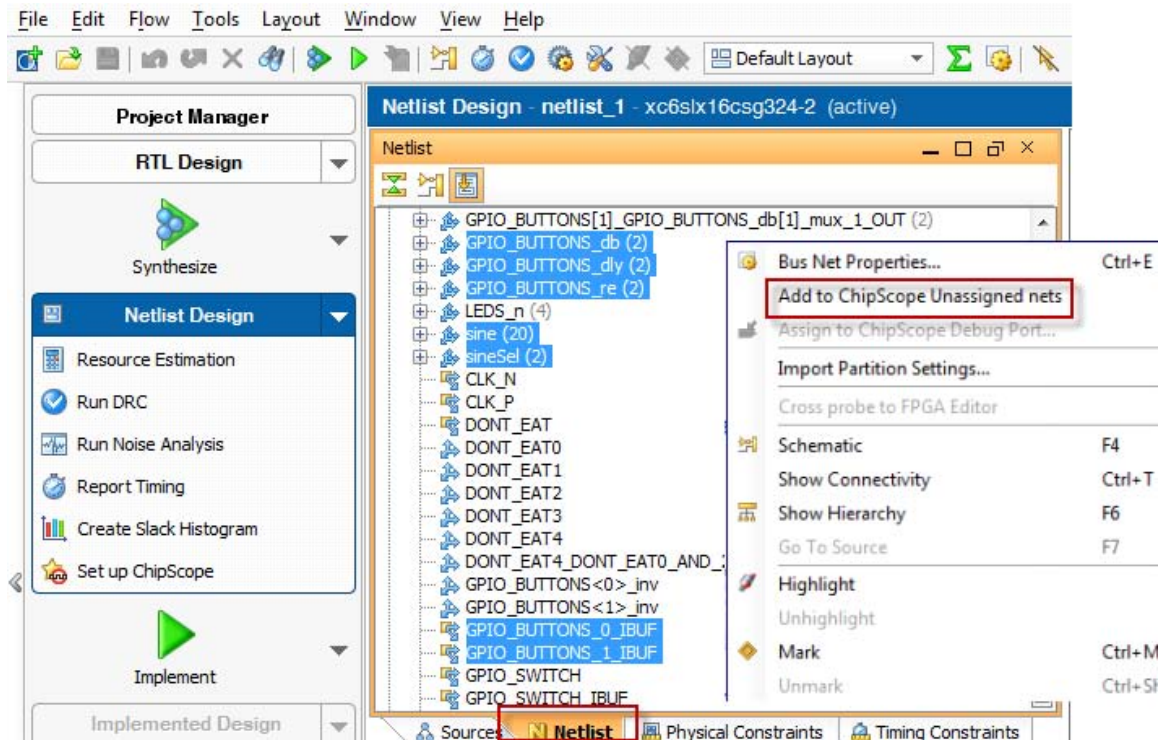 File Edit Flow Tools Layout Window View Help
Default Layout
Project Manager
RTL Design
Synthesize
Netlist Design
Resource Estimation
Run DRC
Run Noise Analysis
Report Timing
Create Slack Histogram
Set up ChipScope
Implement
Implemented Design
Netlist Design - netlist_1 - xc6slx16csg324-2 (active)
Netlist
GPIO_BUTTONS[1]_GPIO_BUTTONS_db[1]_mux_1_OUT (2)
GPIO_BUTTONS_db (2)
GPIO_BUTTONS_dly (2)
GPIO_BUTTONS_re (2)
LEDS_n (4)
sine (20)
sineSel (2)
CLK_N
CLK_P
DONT_EAT
DONT_EAT0
DONT_EAT1
DONT_EAT2
DONT_EAT3
DONT_EAT4
DONT_EAT4_DONT_EAT0_AND_
GPIO_BUTTONS<0>_inv
GPIO_BUTTONS<1>_inv
GPIO_BUTTONS_0_IBUF
GPIO_BUTTONS_1_IBUF
GPIO_SWITCH
GPIO_SWITCH_IBUF
Sources Netlist Physical Constraints Timing Constraints
Bus Net Properties... Ctrl+E
Add to ChipScope Unassigned nets
Assign to ChipScope Debug Port...
Import Partition Settings...
Cross probe to FPGA Editor
Schematic F4
Show Connectivity Ctrl+T
Show Hierarchy F6
Go To Source F7
Highlight
Unhighlight
Mark Ctrl+M
Unmark Ctrl+Sh